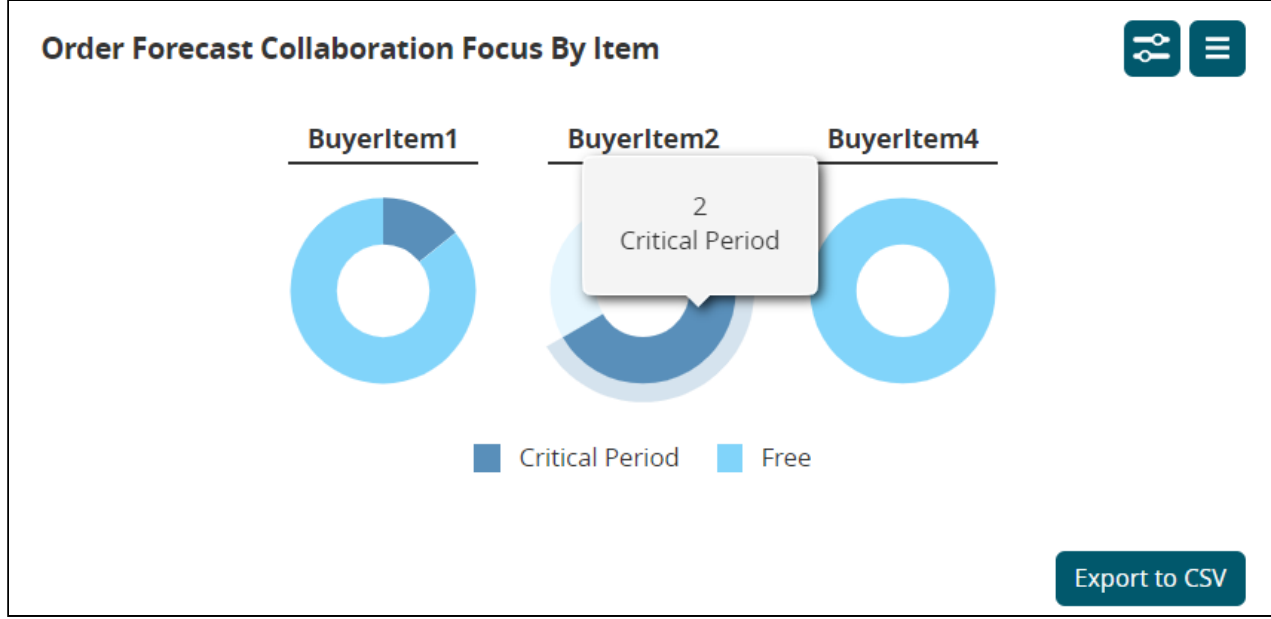 Order Forecast Collaboration Focus By Item
BuyerItem1
BuyerItem2
BuyerItem4
2
Critical Period
Critical Period
Free
Export to CSV